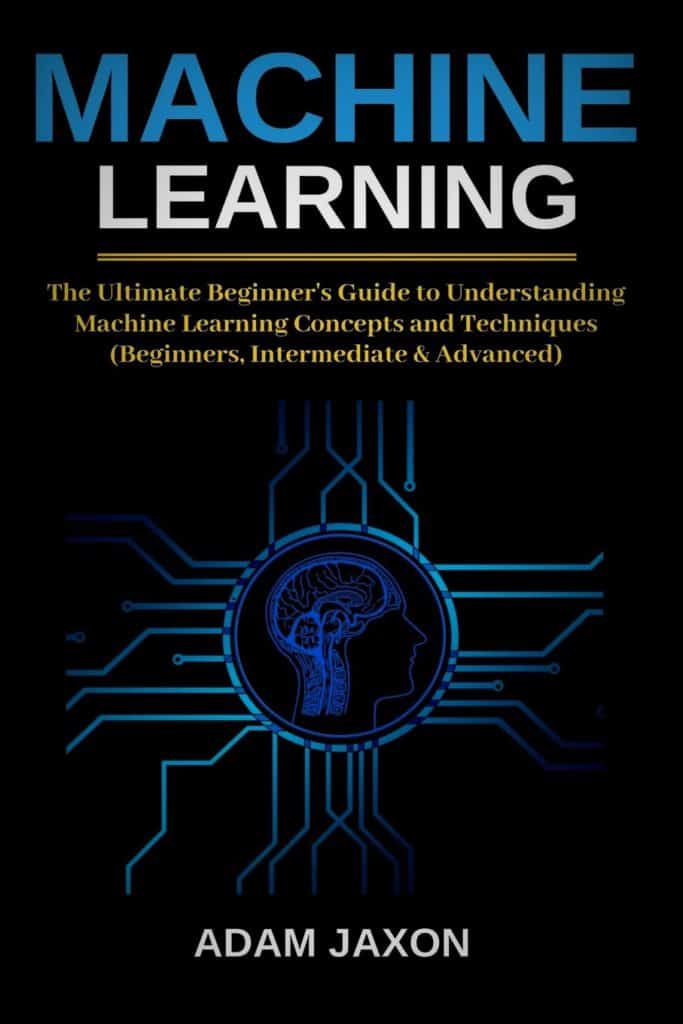 MACHINE
LEARNING
The Ultimate Beginner's Guide to Understanding
Machine Learning Concepts and Techniques
(Beginners, Intermediate & Advanced)
ADAM JAXON